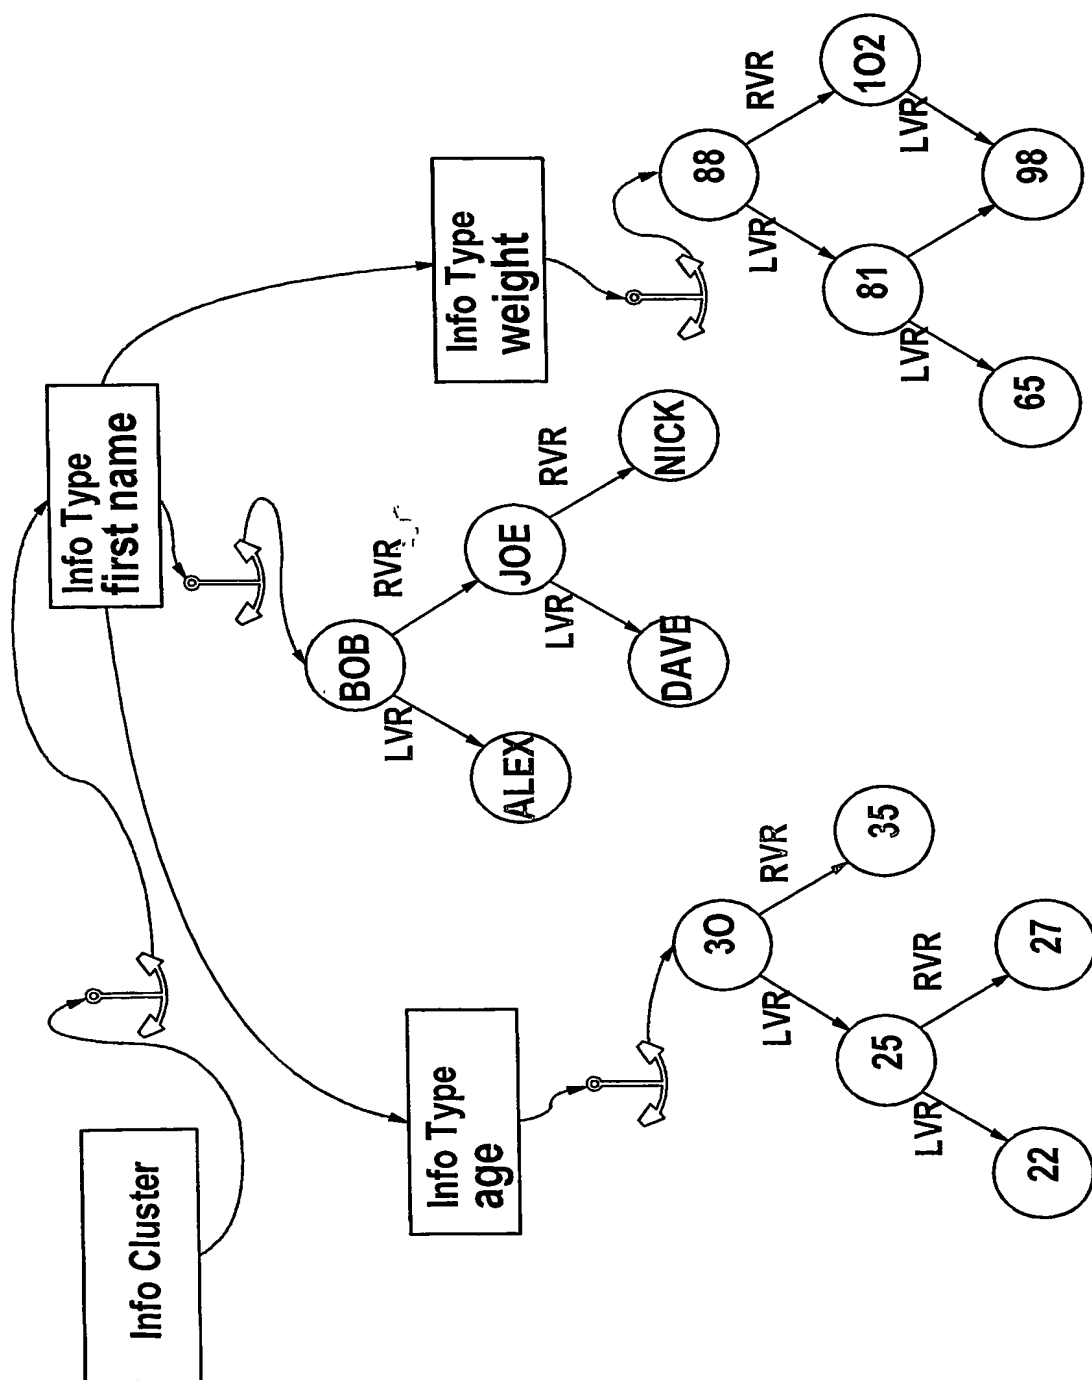 Info Cluster
Info Type
first name
Info Type
age
Info Type
weight
BOB
LVR
RVR
ALEX
JOE
LVR
RVR
DAVE
NICK
30
LVR
RVR
25
35
LVR
RVR
22
27
88
LVR
RVR
81
102
LVR
LVR
65
98